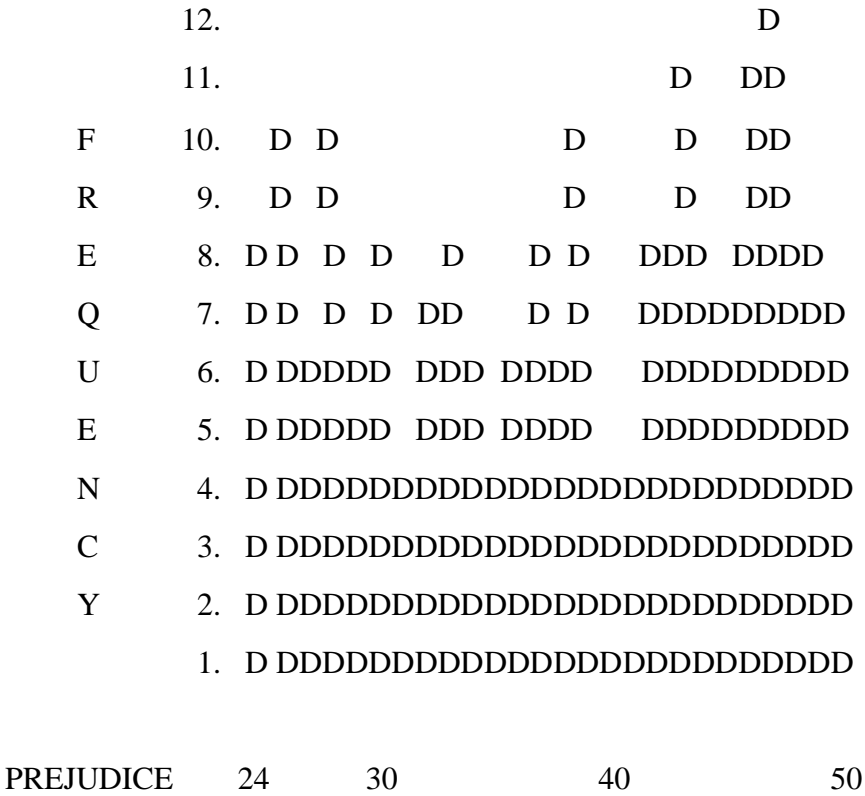 12. D
11. D DD
F 10. D D D D DD
R 9. D D D D DD
E 8. D D D D D D D DDD DDDD
Q 7. D D D D DD D D DDDDDDDDD
U 6. D DDDDD DDD DDDD DDDDDDDDD
E 5. D DDDDD DDD DDDD DDDDDDDDD
N 4. D DDDDDDDDDDDDDDDDDDDDDDDDD
C 3. D DDDDDDDDDDDDDDDDDDDDDDDDD
Y 2. D DDDDDDDDDDDDDDDDDDDDDDDDD
1. D DDDDDDDDDDDDDDDDDDDDDDDDD
PREJUDICE 24 30 40 50